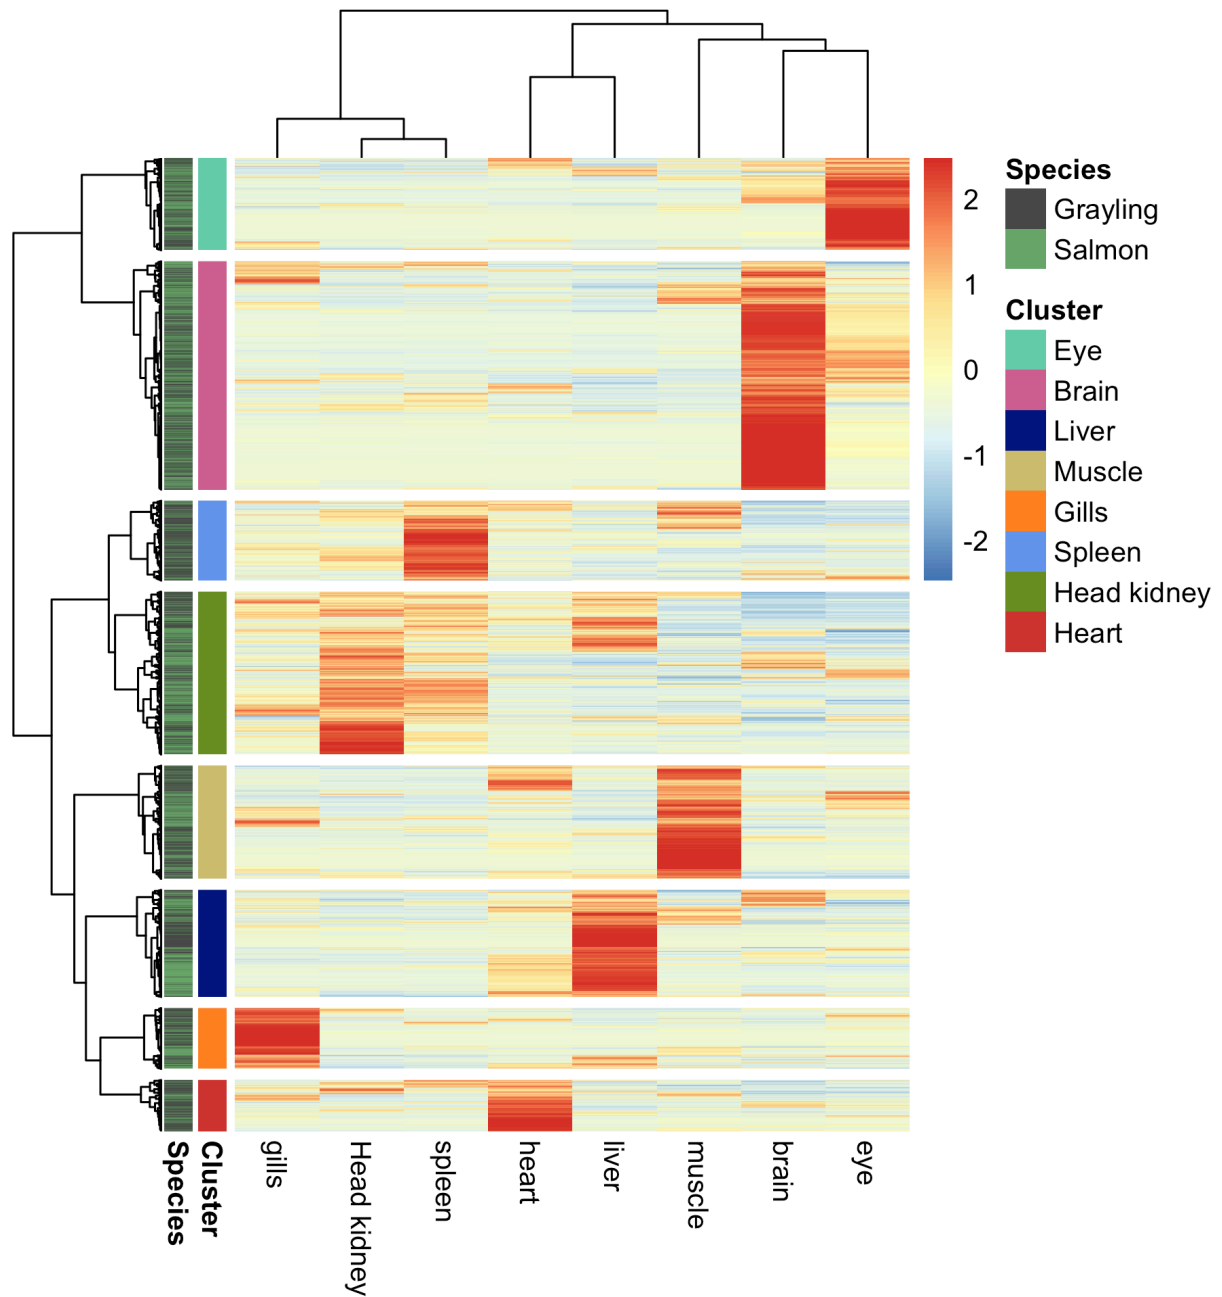 Species
Grayling
Salmon
Cluster
Eye
Brain
Liver
Muscle
Gills
Spleen
Head kidney
Heart
2
1
0
-1
-2
Species
Cluster
gills
Head kidney
spleen
heart
liver
muscle
brain
eye